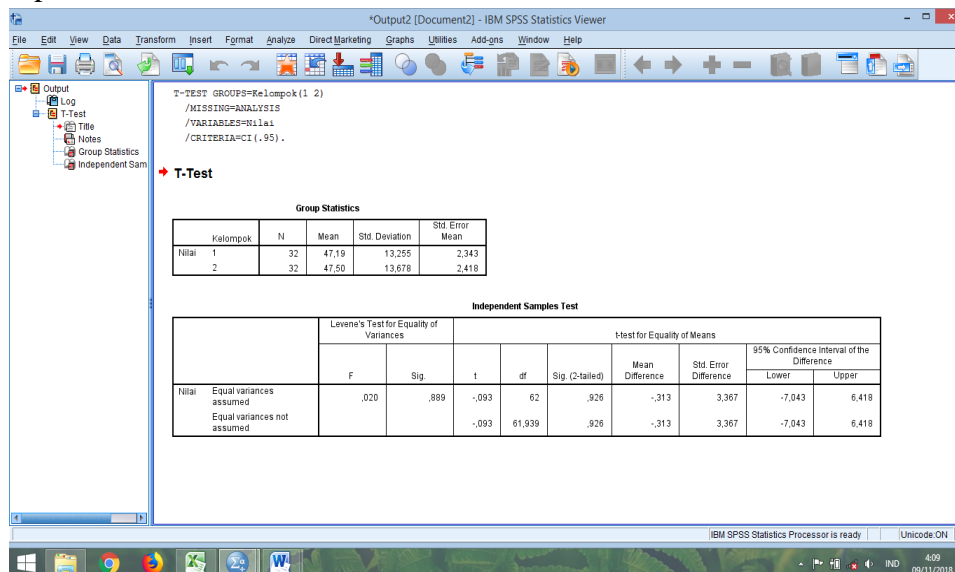 *Output2 [Document2] - IBM SPSS Statistics Viewer
File Edit View Data Transform Insert Format Analyze Direct Marketing Graphs Utilities Add-ons Window Help
Output
Log
T-Test
Title
Notes
Group Statistics
Independent Sam
T-TEST GROUPS=Kelompok(1 2)
/MISSING=ANALYSIS
/VARIABLES=Nilai
/CRITERIA=CI(.95).
T-Test
Group Statistics
Kelompok N Mean Std. Deviation Std. Error Mean
Nilai 1 32 47,19 13,255 2,343
2 32 47,50 13,678 2,418
Independent Samples Test
Levene's Test for Equality of Variances t-test for Equality of Means
95% Confidence Interval of the Difference
F Sig. t df Sig. (2-tailed) Mean Difference Std. Error Difference Lower Upper
Nilai Equal variances assumed ,020 ,889 -,093 62 ,926 -,313 3,367 -7,043 6,418
Equal variances not assumed -,093 61,939 ,926 -,313 3,367 -7,043 6,418
IBM SPSS Statistics Processor is ready Unicode:ON
IND 4:09
09/11/2018